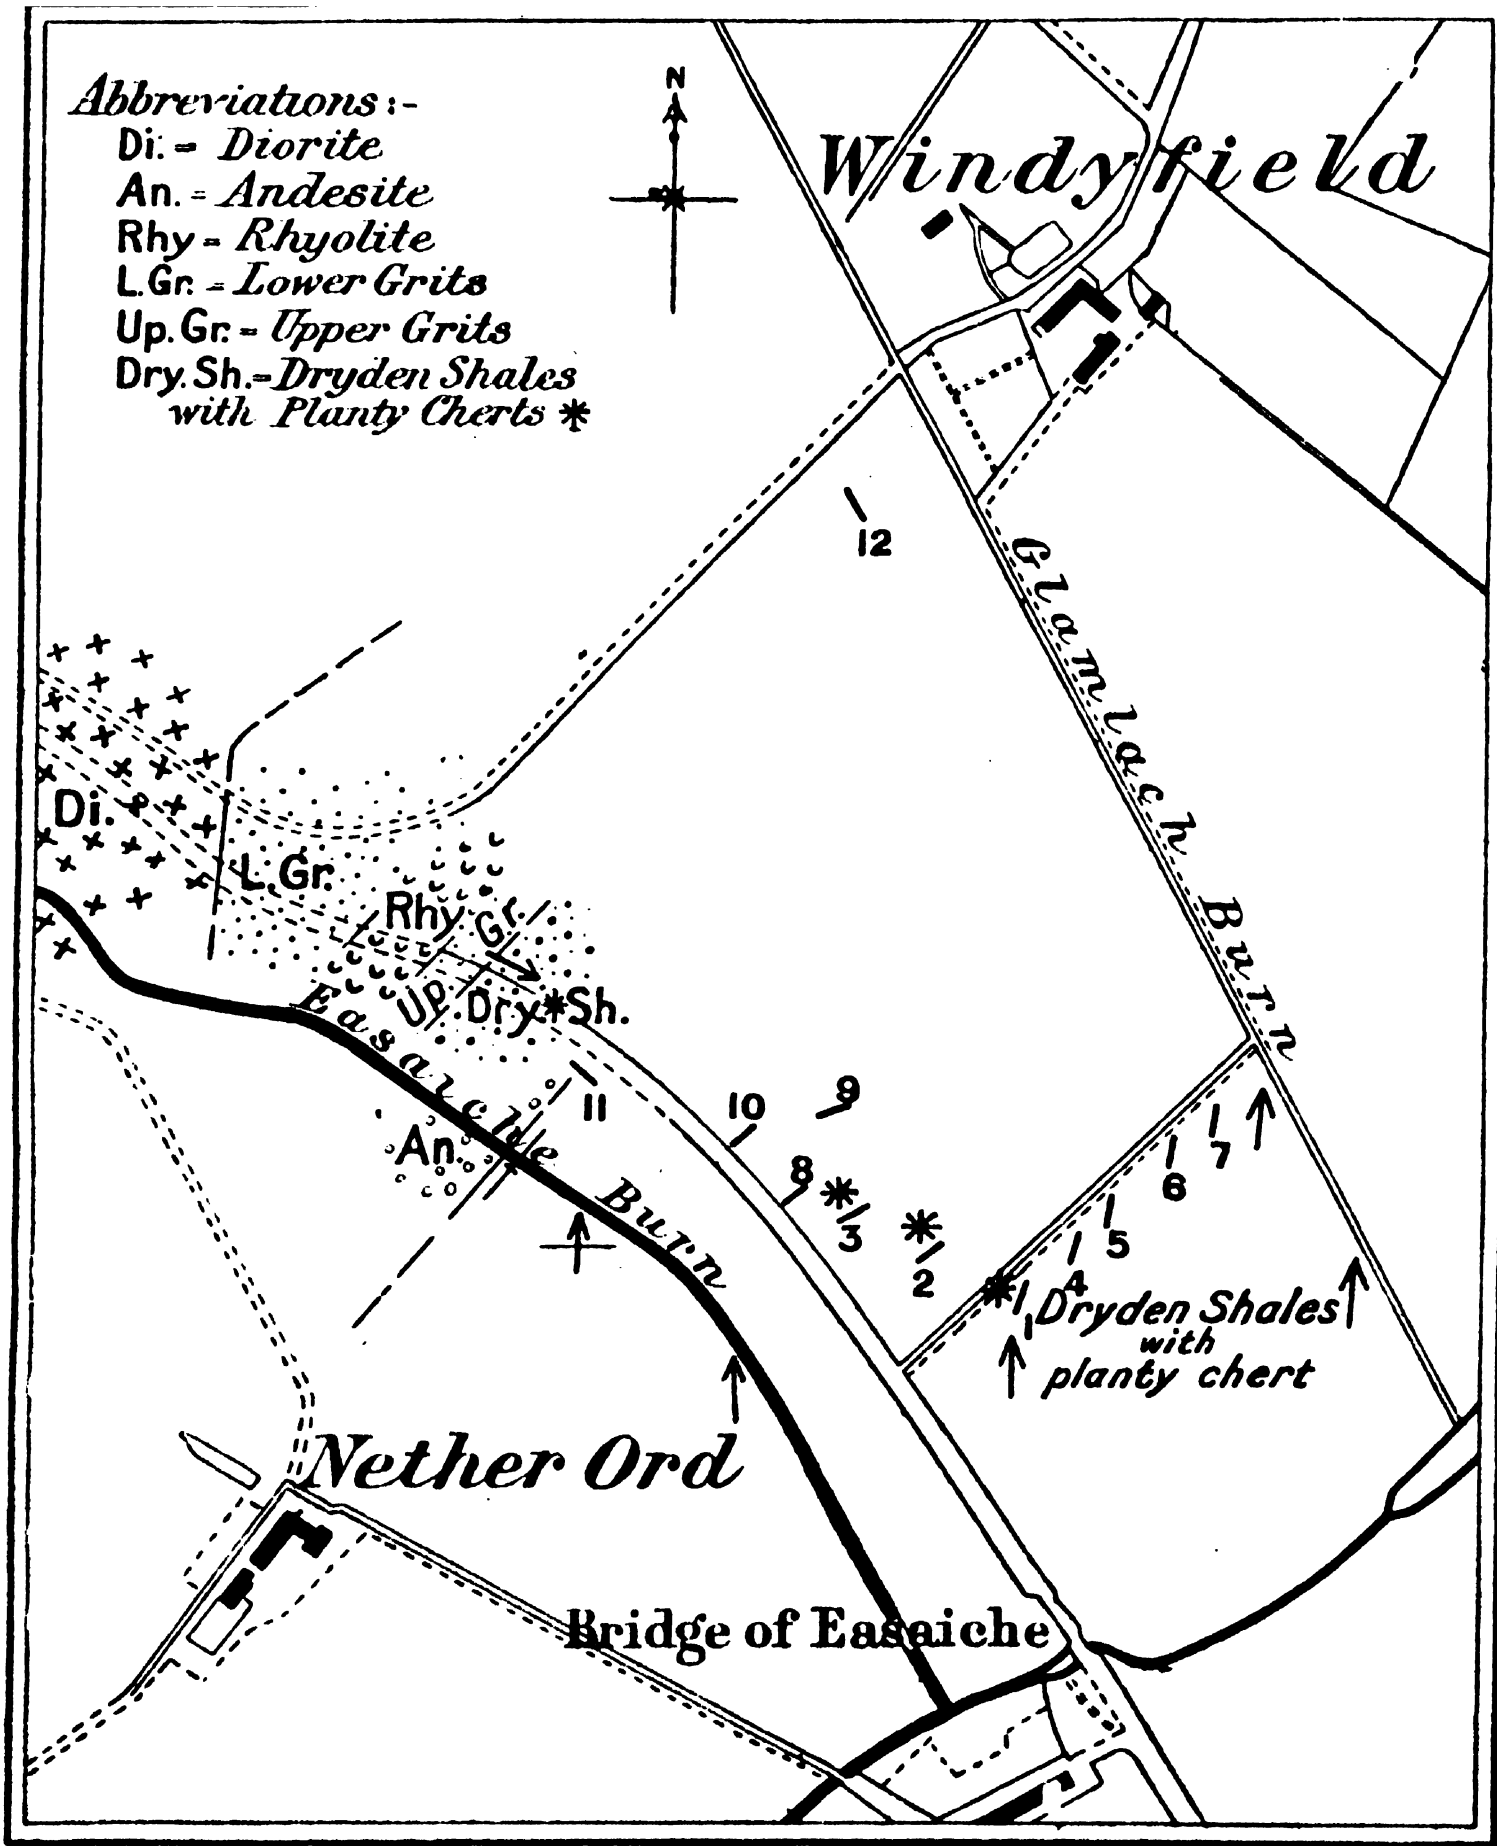 Abbreviations :-
Di. = Diorite
An. = Andesite
Rhy = Rhyolite
L.Gr. = Lower Grits
Up.Gr. = Upper Grits
Dry.Sh. = Dryden Shales
with Planty Cherts *
N
Windyfield
12
Glamlach Burn
Di.
L.Gr.
Rhy
Up. Gr.
Dry. * Sh.
Easaiche Burn
An.
11
10
9
8
3
2
7
6
5
4
1
Dryden Shales
with
planty chert
Nether Ord
Bridge of Easaiche